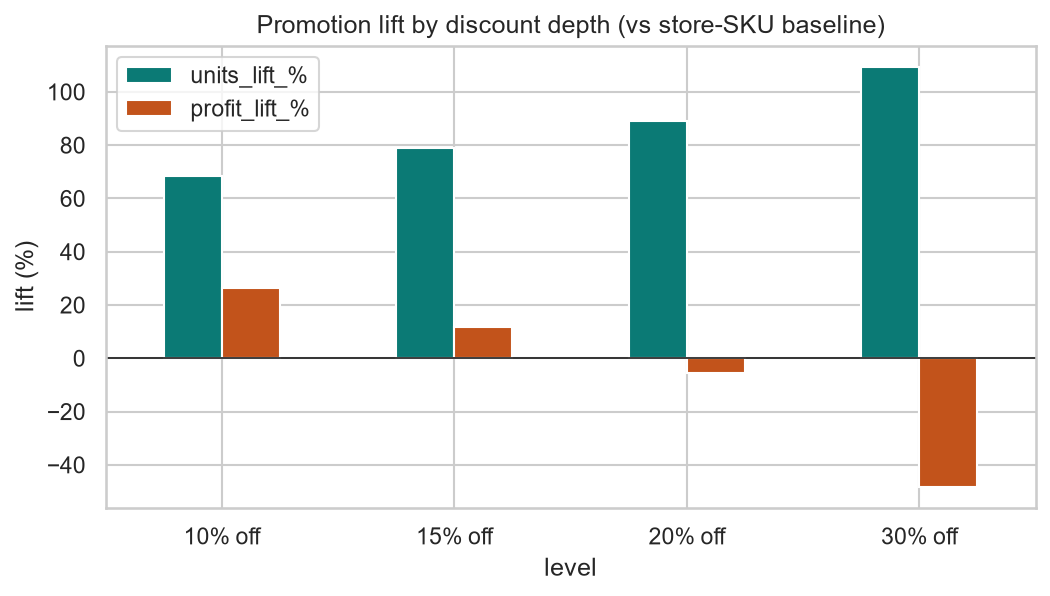 Promotion lift by discount depth (vs store-SKU baseline)
units_lift_%
profit_lift_%
lift (%)
100
80
60
40
20
0
−20
−40
10% off
15% off
20% off
30% off
level